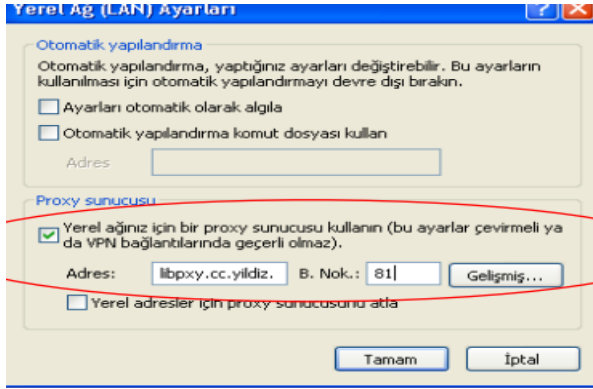 Yerel Ağ (LAN) Ayarları
Otomatik yapılandırma
Otomatik yapılandırma, yaptığınız ayarları değiştirebilir. Bu ayarların
kullanılması için otomatik yapılandırmayı devre dışı bırakın.
Ayarları otomatik olarak algıla
Otomatik yapılandırma komut dosyası kullan
Adres
Proxy sunucusu
Yerel ağınız için bir proxy sunucusu kullanın (bu ayarlar çevirmeli ya
da VPN bağlantılarında geçerli olmaz).
Adres: libpxy.cc.yildiz. B. Nok.: 81 Gelişmiş...
Yerel adresler için proxy sunucusunu atla
Tamam İptal